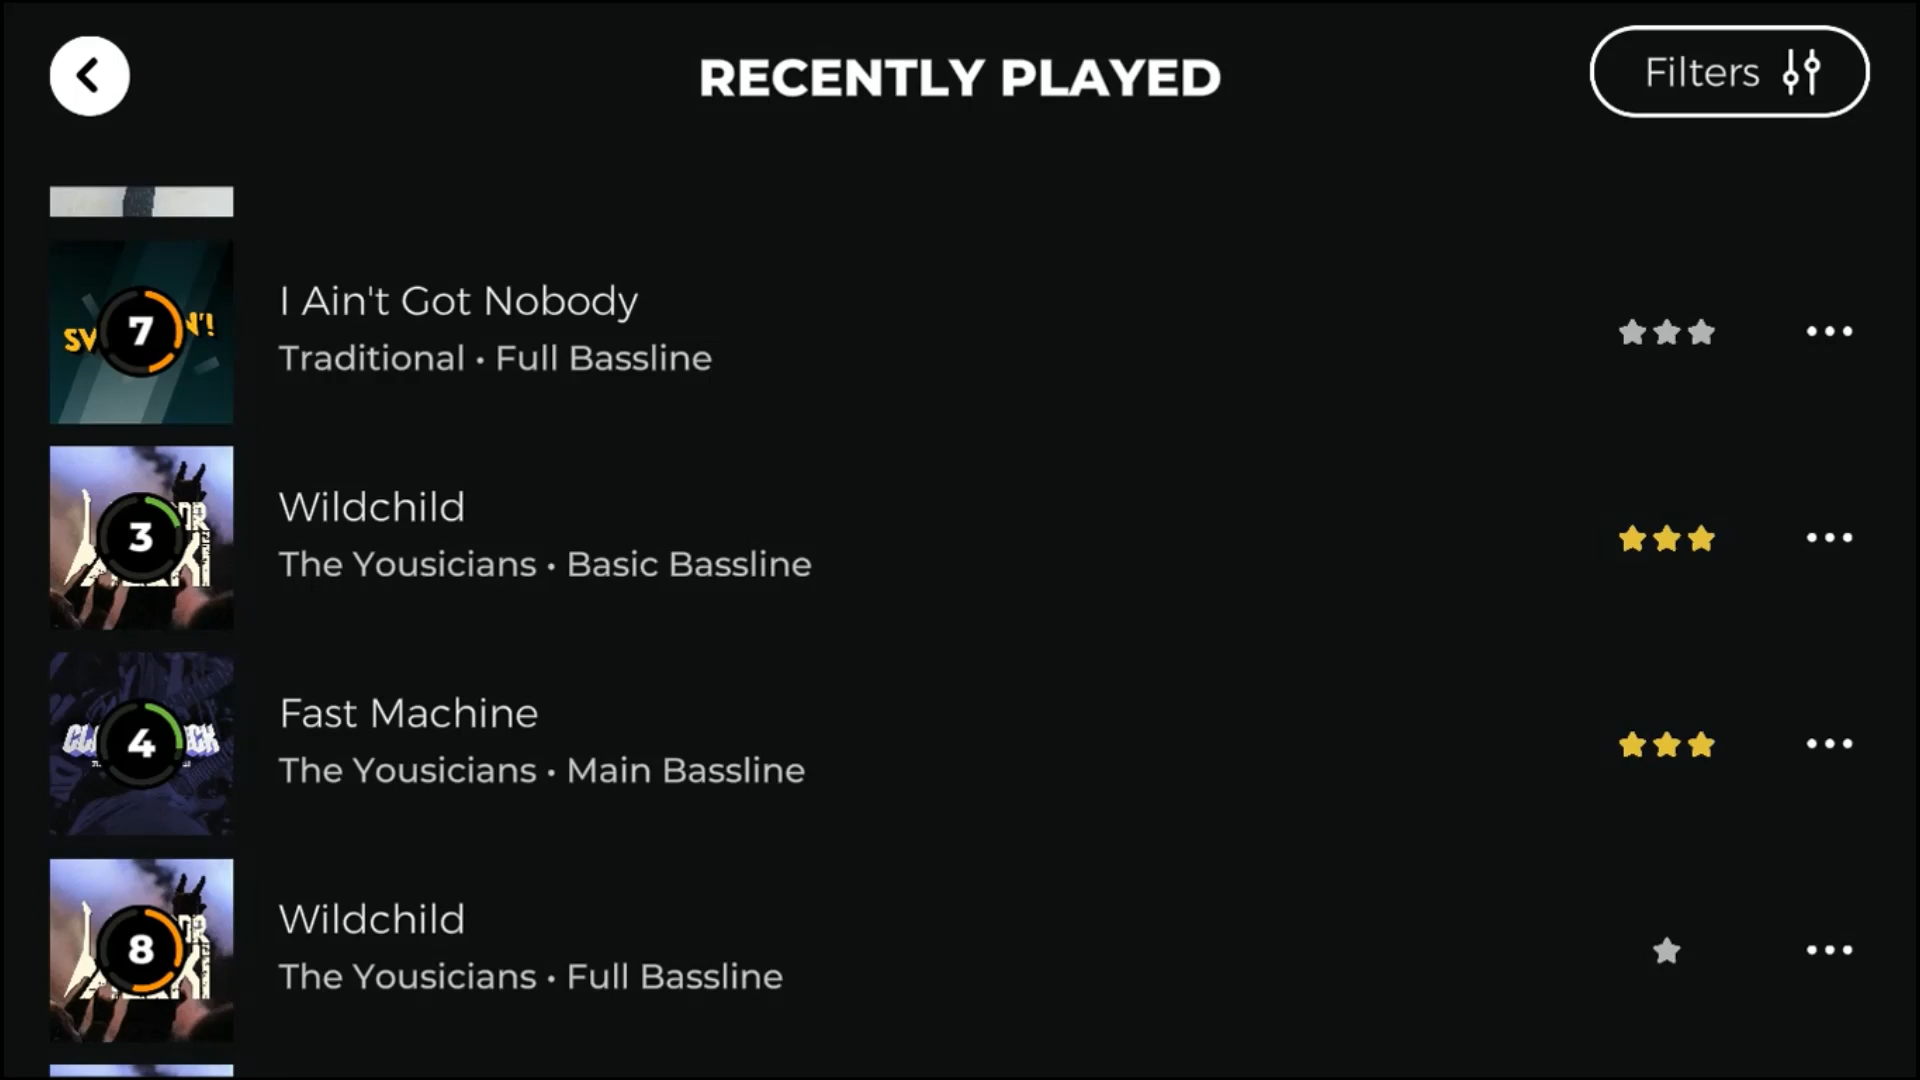 RECENTLY PLAYED
Filters
7
I Ain't Got Nobody
Traditional • Full Bassline
3
Wildchild
The Yousicians • Basic Bassline
4
Fast Machine
The Yousicians • Main Bassline
8
Wildchild
The Yousicians • Full Bassline